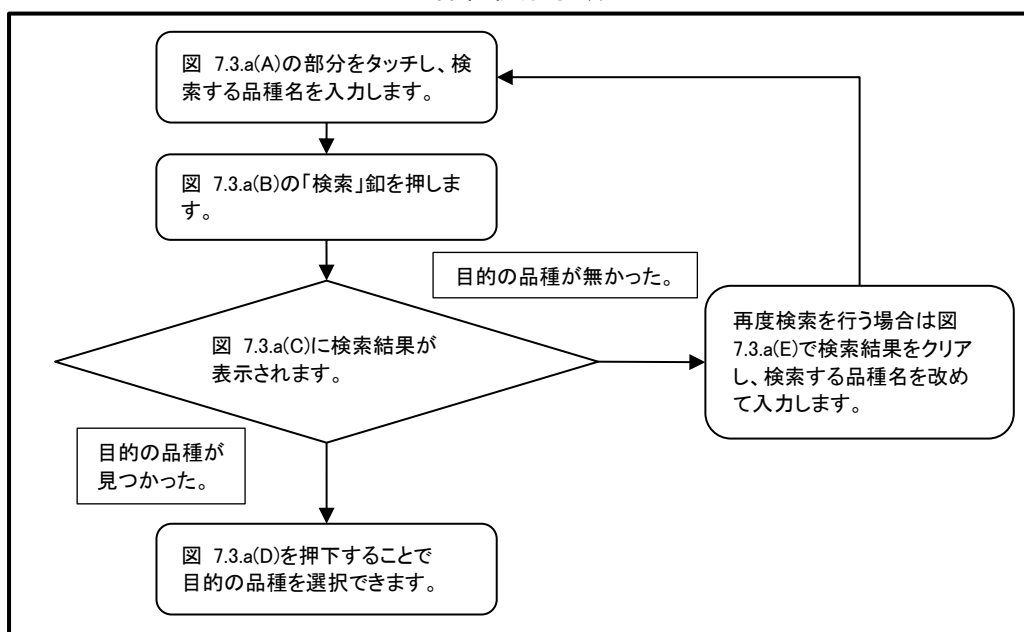 図 7.3.a(A)の部分をタッチし、検
索する品種名を入力します。
図 7.3.a(B)の「検索」釦を押しま
す。
目的の品種が無かった。
図 7.3.a(C)に検索結果が
表示されます。
再度検索を行う場合は図
7.3.a(E)で検索結果をクリア
し、検索する品種名を改め
て入力します。
目的の品種が
見つかった。
図 7.3.a(D)を押下することで
目的の品種を選択できます。